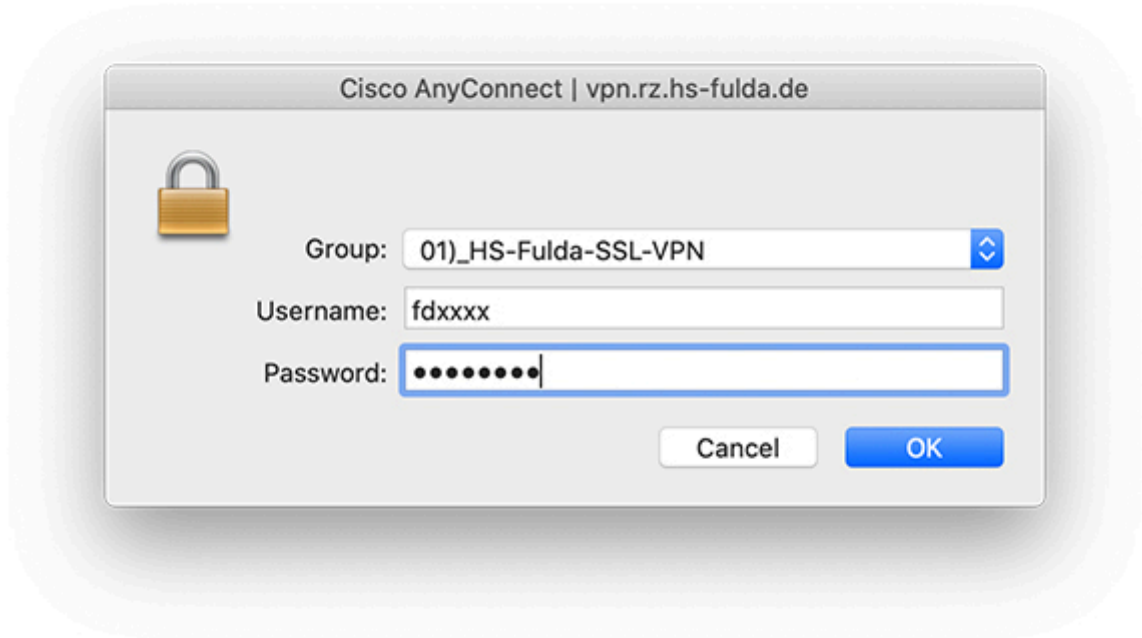 Cisco AnyConnect | vpn.rz.hs-fulda.de
Group: 01)_HS-Fulda-SSL-VPN
Username: fdxxxx
Password: ••••••••
Cancel OK